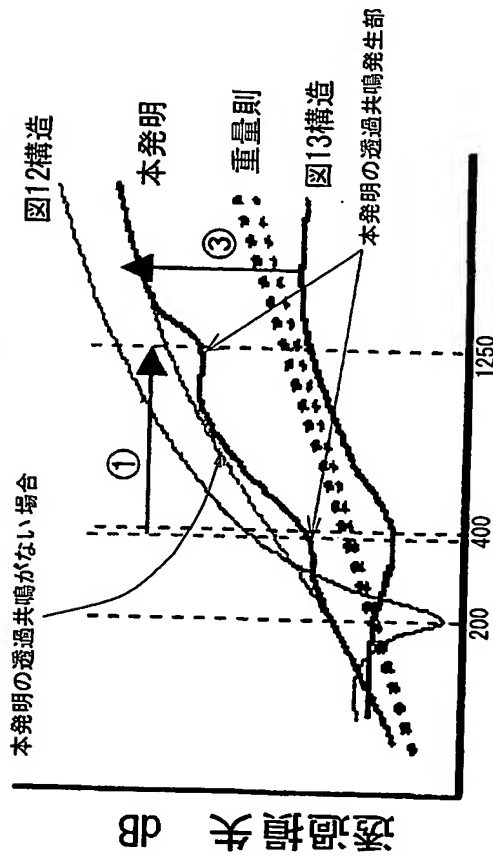 透過損失 dB
本発明の透過共鳴がない場合
①
③
図12構造
本発明
重量則
図13構造
本発明の透過共鳴発生部
200
400
1250